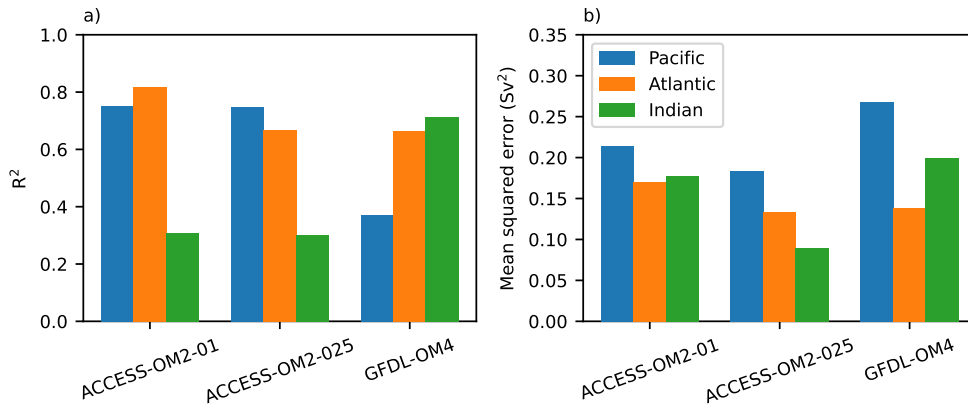 a)
R²
1.0
0.8
0.6
0.4
0.2
0.0
ACCESS-OM2-01
ACCESS-OM2-025
GFDL-OM4
b)
Mean squared error (Sv²)
0.35
0.30
0.25
0.20
0.15
0.10
0.05
0.00
Pacific
Atlantic
Indian
ACCESS-OM2-01
ACCESS-OM2-025
GFDL-OM4